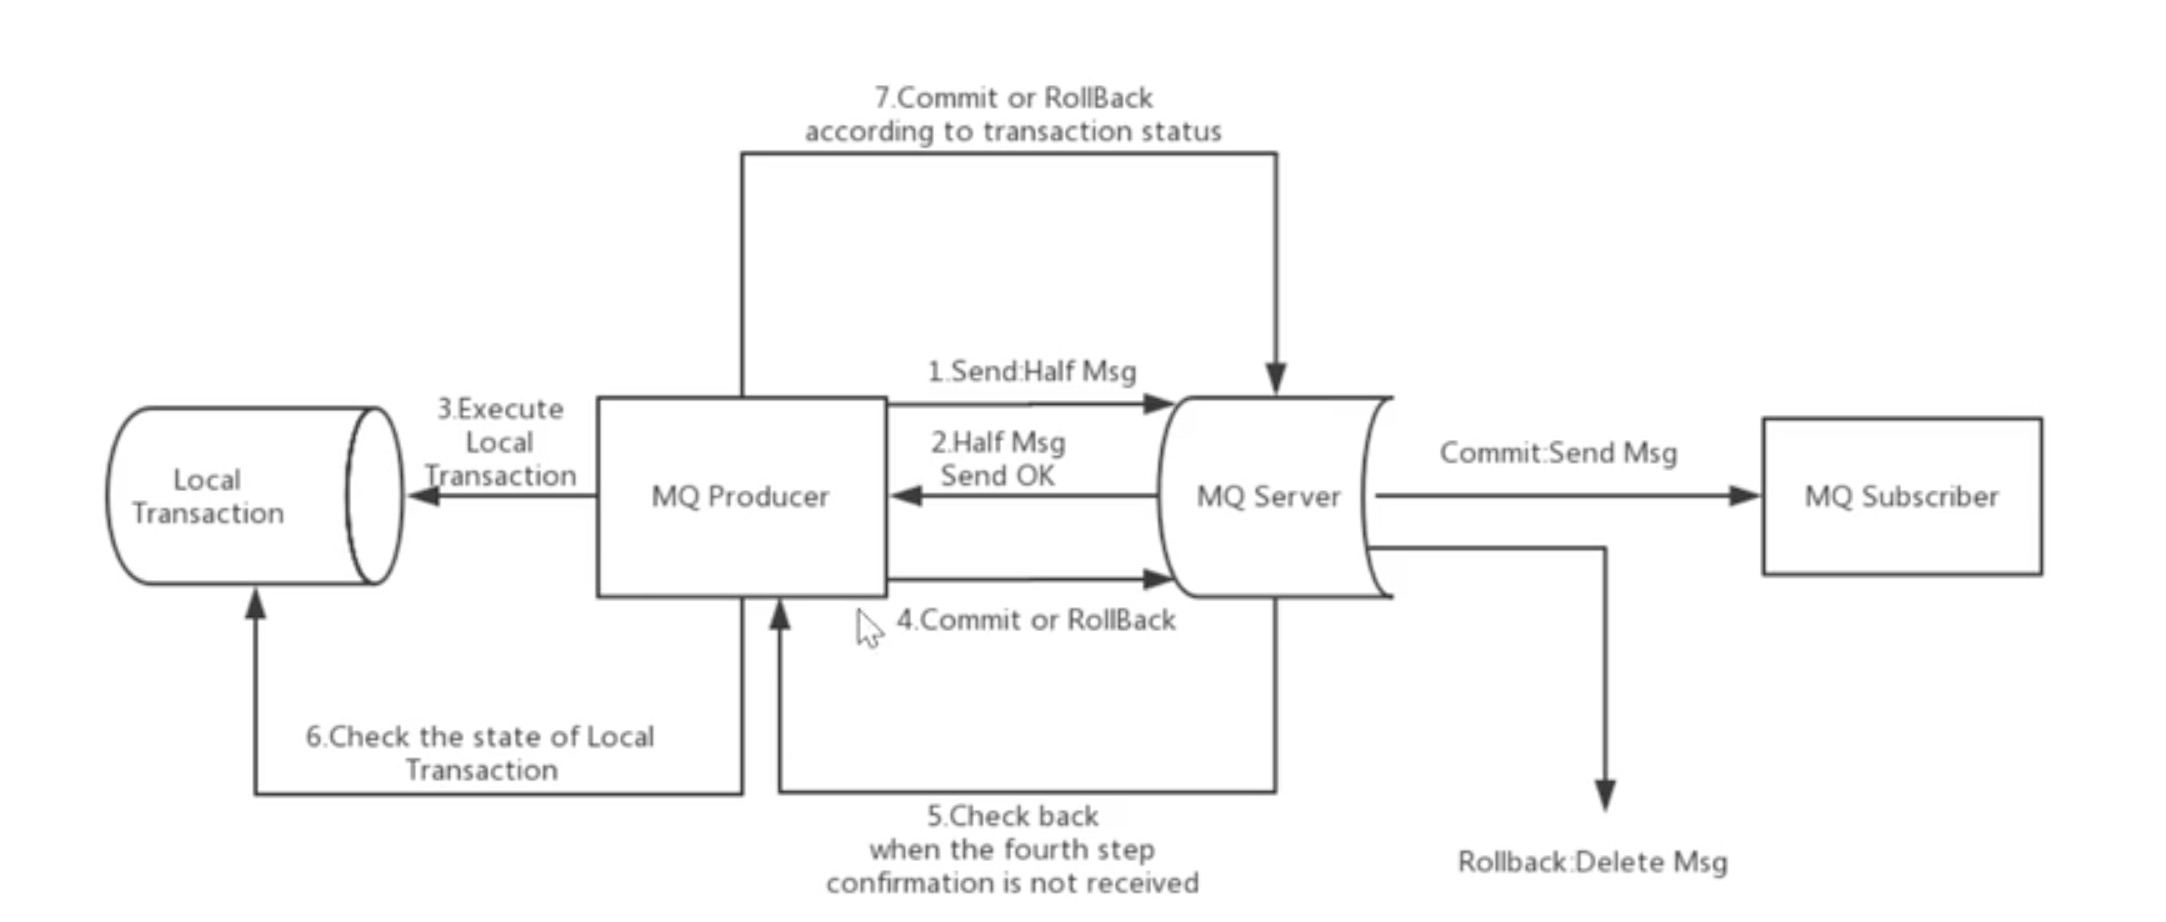 7.Commit or RollBack
according to transaction status
1.Send:Half Msg
3.Execute
Local
Transaction
2.Half Msg
Send OK
Local
Transaction
MQ Producer
MQ Server
Commit:Send Msg
MQ Subscriber
4.Commit or RollBack
6.Check the state of Local
Transaction
5.Check back
when the fourth step
confirmation is not received
Rollback:Delete Msg